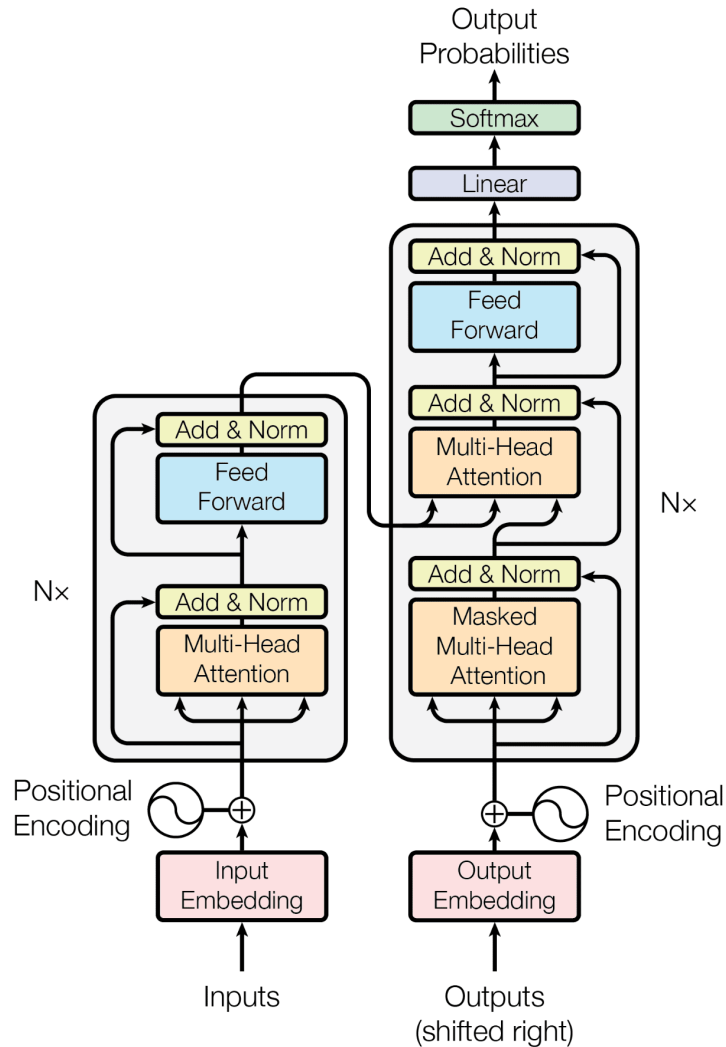 Output
Probabilities
Softmax
Linear
Add & Norm
Feed
Forward
Add & Norm
Multi-Head
Attention
Add & Norm
Masked
Multi-Head
Attention
Nx
Add & Norm
Feed
Forward
Add & Norm
Multi-Head
Attention
Nx
Positional
Encoding
Positional
Encoding
Input
Embedding
Output
Embedding
Inputs
Outputs
(shifted right)